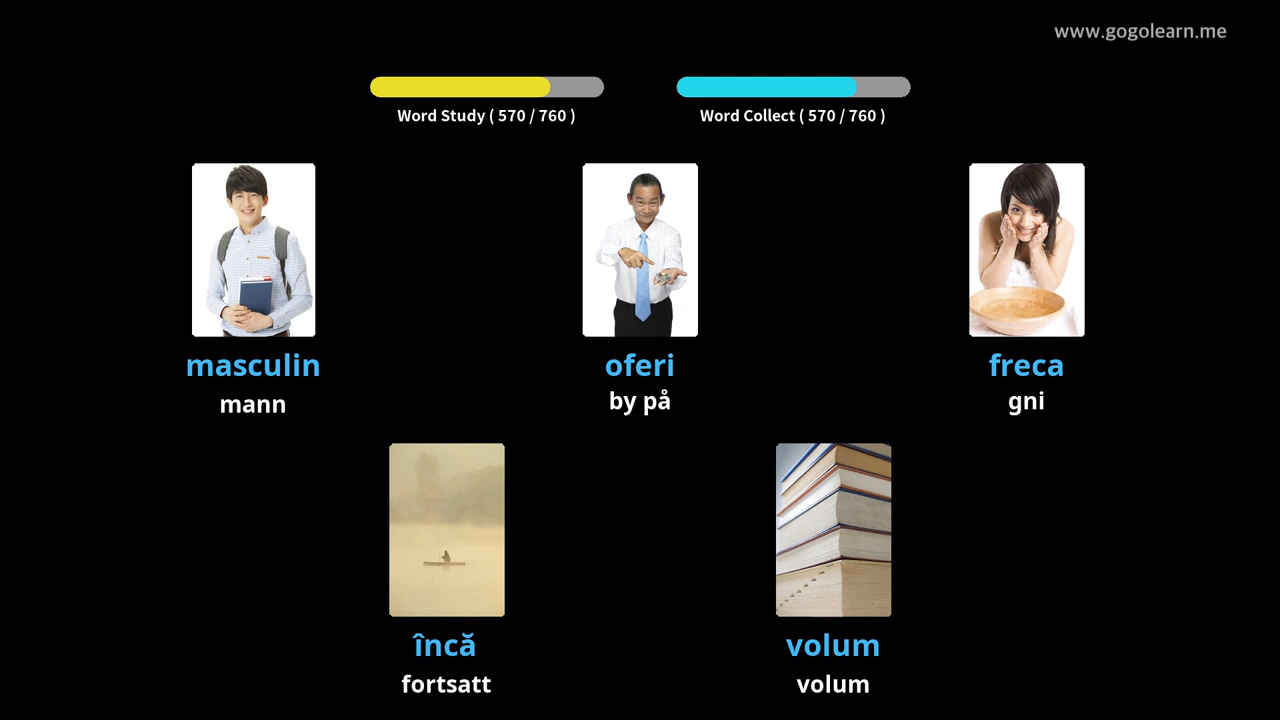 www.gogolearn.me
Word Study ( 570 / 760 )
Word Collect ( 570 / 760 )
masculin
mann
oferi
by på
freca
gni
încă
fortsatt
volum
volum